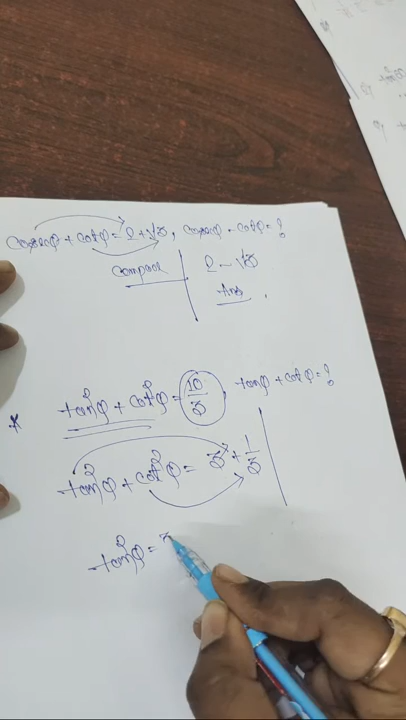 cosecφ + cotφ = 2 + √3, cosecφ - cotφ = ?
compare 2 - √3
Ans
* tan²φ + cot²φ = 10/3, tanφ + cotφ = ?
tan²φ + cot²φ = 3 + 1/3
tan²φ = 3